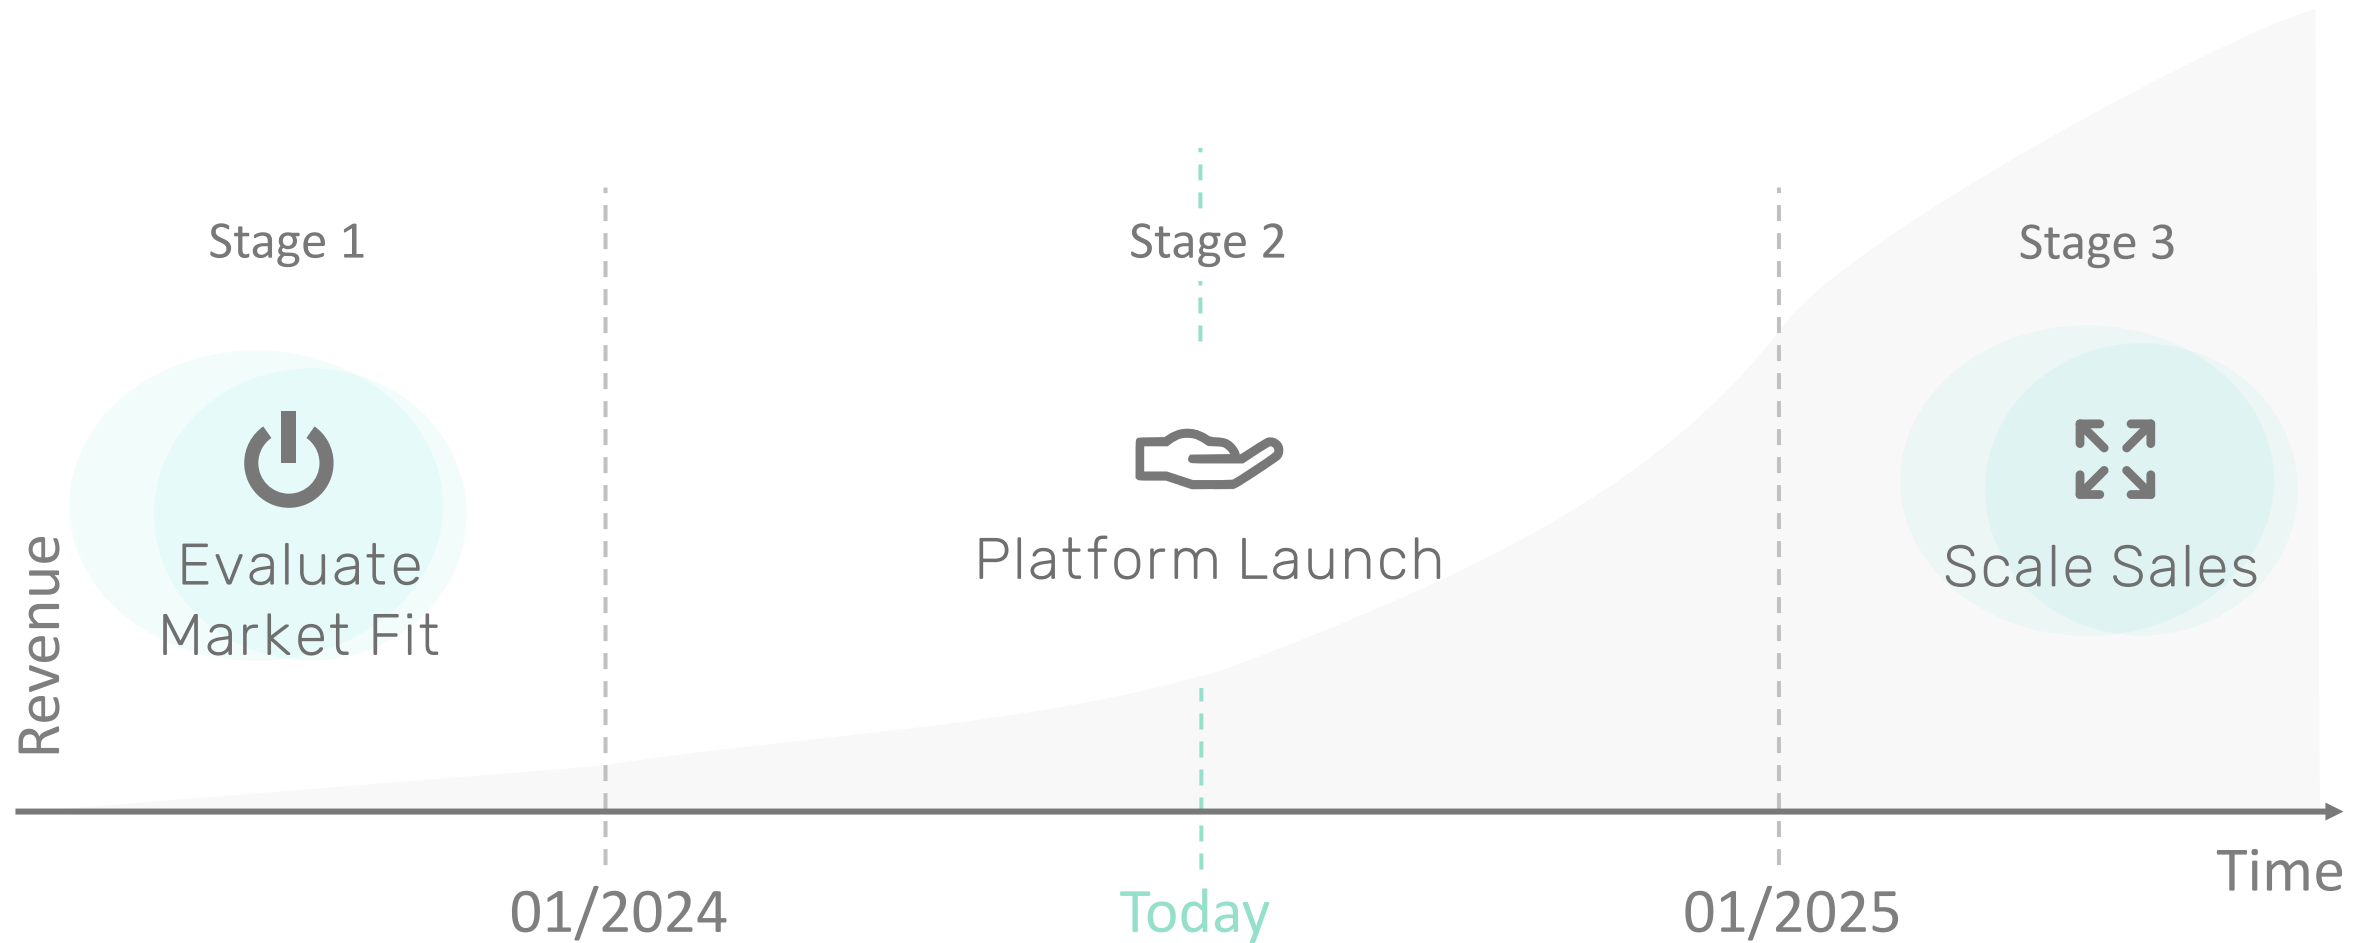 Stage 1
Stage 2
Stage 3
Evaluate
Market Fit
Platform Launch
Scale Sales
Revenue
Time
01/2024
Today
01/2025